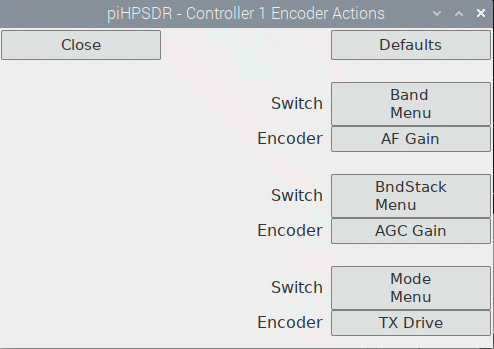 piHPSDR - Controller 1 Encoder Actions
Close
Defaults
Switch
Band
Menu
Encoder
AF Gain
Switch
BndStack
Menu
Encoder
AGC Gain
Switch
Mode
Menu
Encoder
TX Drive